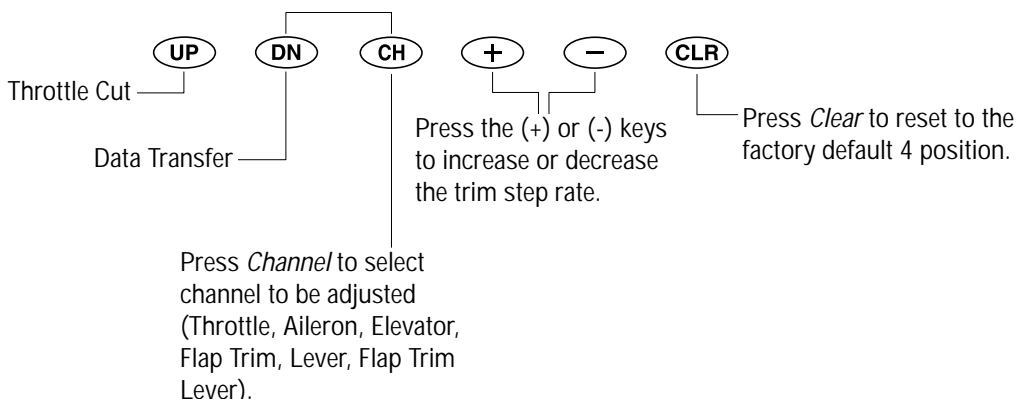 UP DN CH + − CLR
Throttle Cut
Data Transfer
Press Channel to select
channel to be adjusted
(Throttle, Aileron, Elevator,
Flap Trim, Lever, Flap Trim
Lever).
Press the (+) or (-) keys
to increase or decrease
the trim step rate.
Press Clear to reset to the
factory default 4 position.